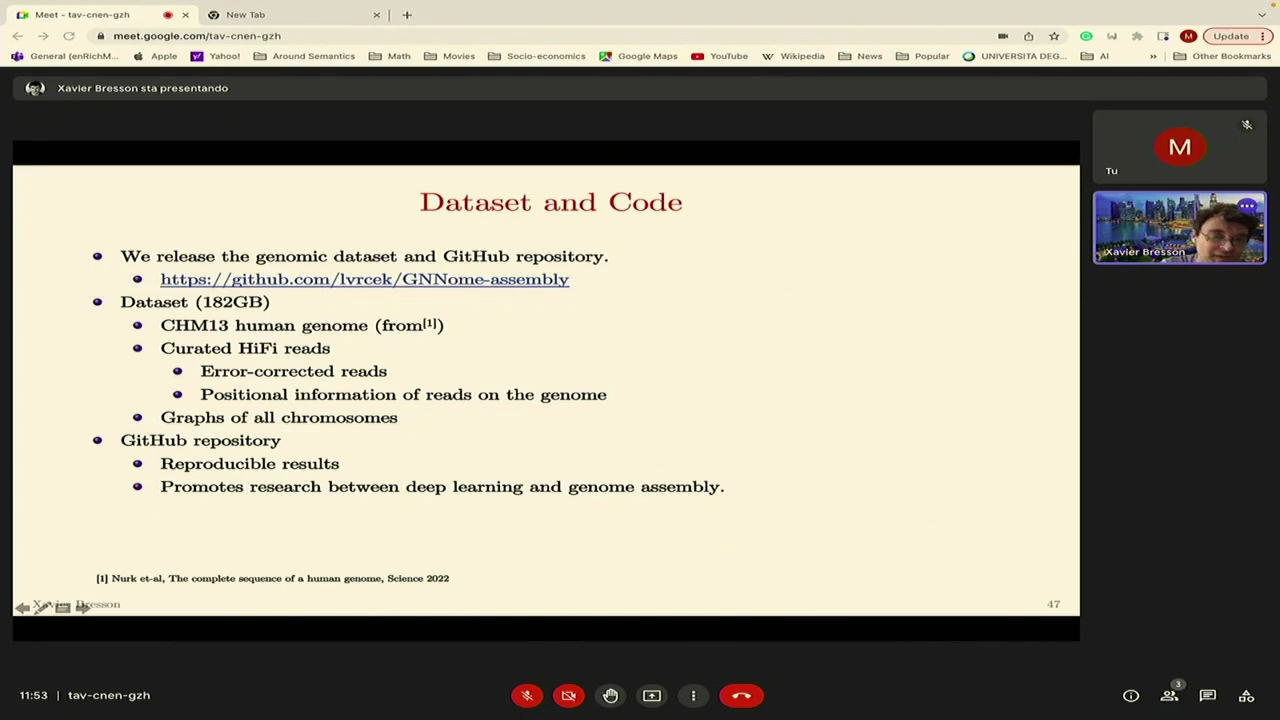 Meet - tav-cnen-gzh
New Tab
meet.google.com/tav-cnen-gzh
Update
General (enRichM...
Apple
Yahoo!
Around Semantics
Math
Movies
Socio-economics
Google Maps
YouTube
Wikipedia
News
Popular
UNIVERSITA DEG...
AI
Other Bookmarks
Xavier Bresson sta presentando
M
Tu
Xavier Bresson
Dataset and Code
We release the genomic dataset and GitHub repository.
https://github.com/lvrcek/GNNome-assembly
Dataset (182GB)
CHM13 human genome (from[1])
Curated HiFi reads
Error-corrected reads
Positional information of reads on the genome
Graphs of all chromosomes
GitHub repository
Reproducible results
Promotes research between deep learning and genome assembly.
[1] Nurk et-al, The complete sequence of a human genome, Science 2022
Xavier Bresson
47
11:53 | tav-cnen-gzh
3